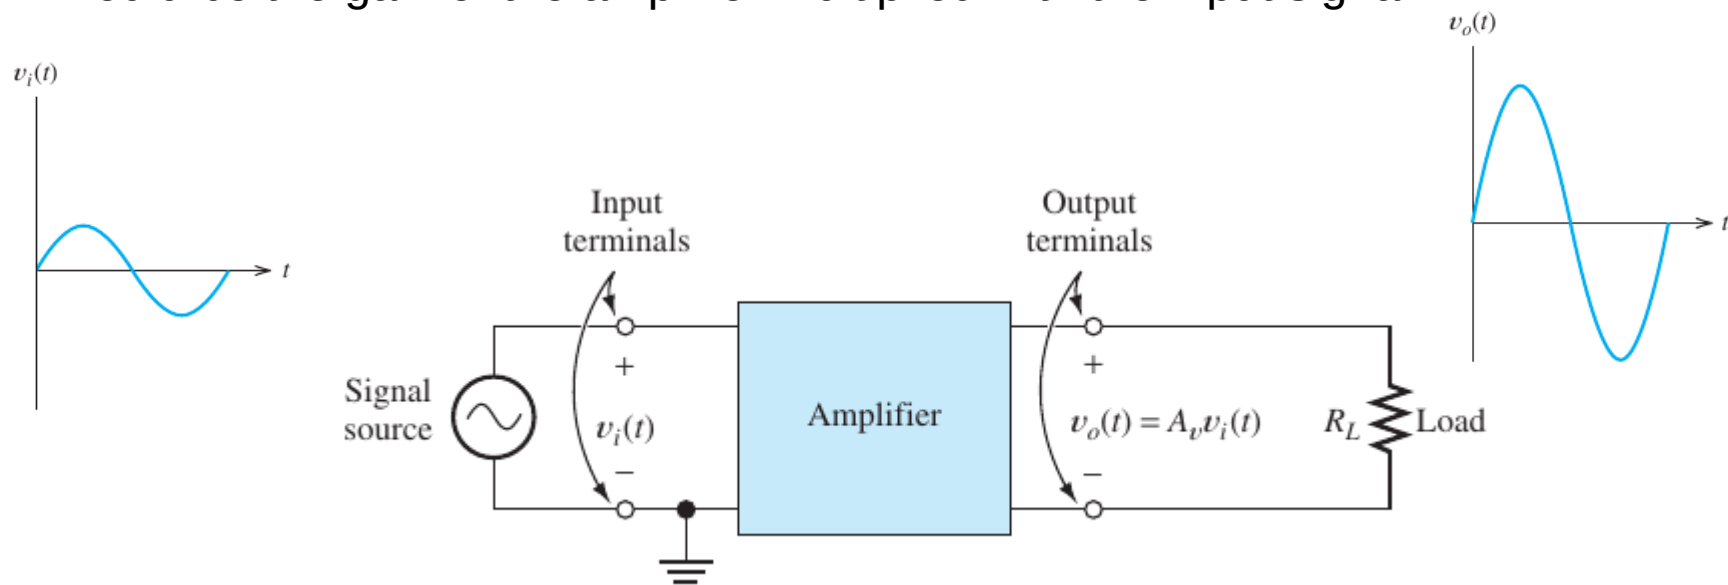 v_o(t)
v_i(t)
Input
terminals
Output
terminals
t
t
+
+
Signal
source
v_i(t)
Amplifier
v_o(t) = A_v v_i(t)
R_L
Load
−
−